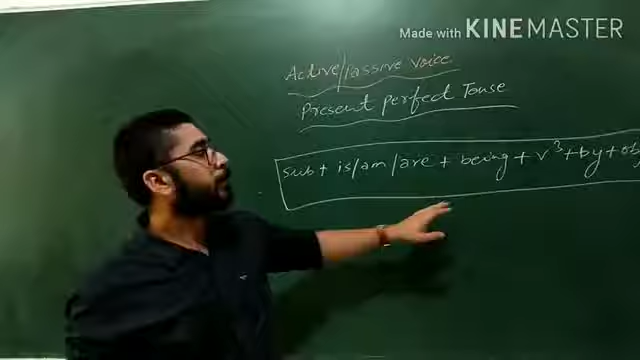 Made with KINEMASTER
Active/Passive Voice
Present perfect Tense
sub + is/am/are + being + v³ + by + obj